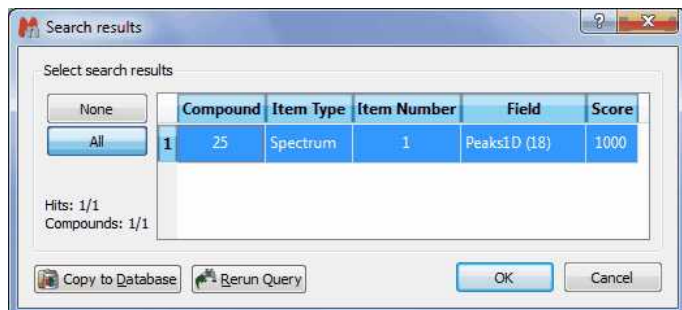 Search results
Select search results
None
All
Compound Item Type Item Number Field Score
1 25 Spectrum 1 Peaks1D (18) 1000
Hits: 1/1
Compounds: 1/1
Copy to Database Rerun Query OK Cancel